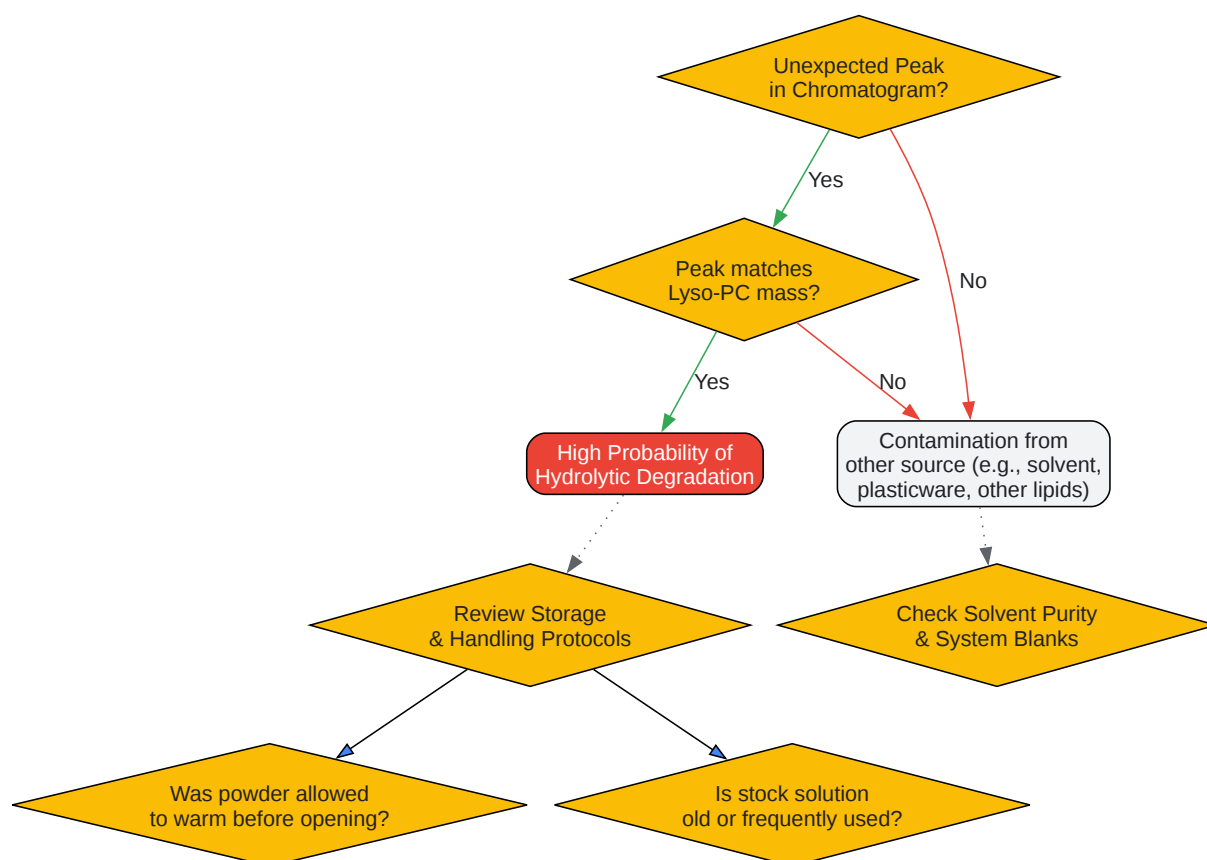 Unexpected Peak
in Chromatogram?
Yes
No
Peak matches
Lyso-PC mass?
Yes
No
High Probability of
Hydrolytic Degradation
Contamination from
other source (e.g., solvent,
plasticware, other lipids)
Review Storage
& Handling Protocols
Check Solvent Purity
& System Blanks
Was powder allowed
to warm before opening?
Is stock solution
old or frequently used?